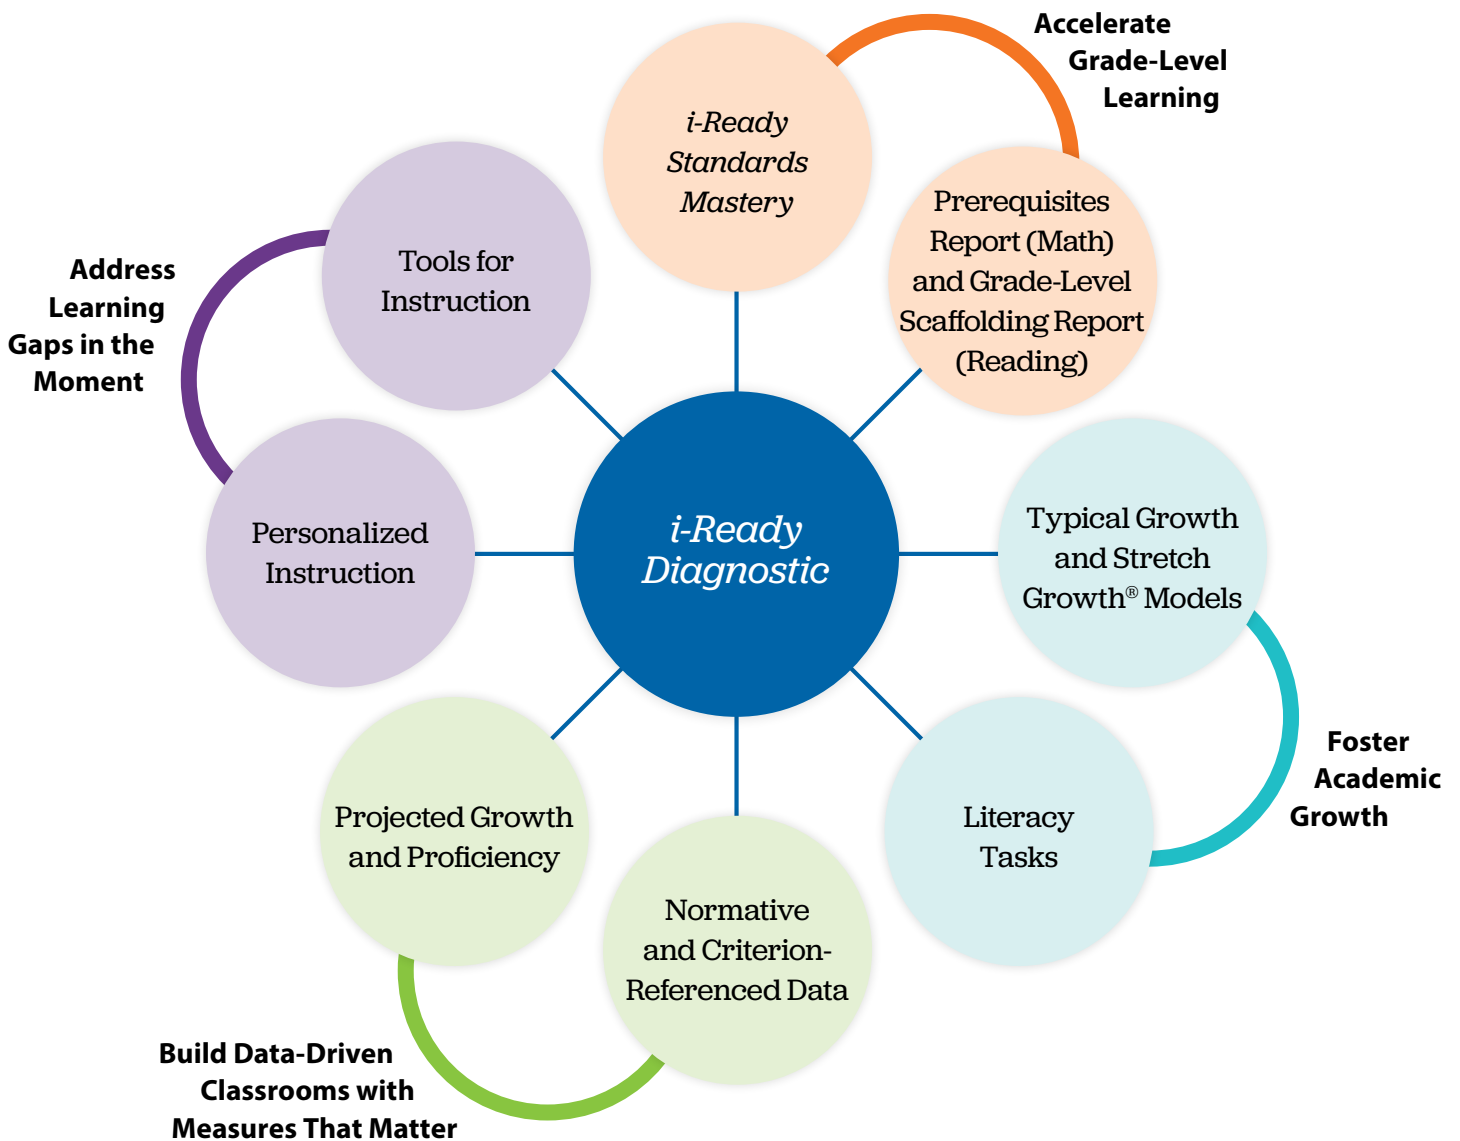 Accelerate
Grade-Level
Learning
i-Ready
Standards
Mastery
Prerequisites
Report (Math)
and Grade-Level
Scaffolding Report
(Reading)
Tools for
Instruction
Address
Learning
Gaps in the
Moment
Personalized
Instruction
i-Ready
Diagnostic
Typical Growth
and Stretch
Growth® Models
Foster
Academic
Growth
Literacy
Tasks
Projected Growth
and Proficiency
Normative
and Criterion-
Referenced Data
Build Data-Driven
Classrooms with
Measures That Matter